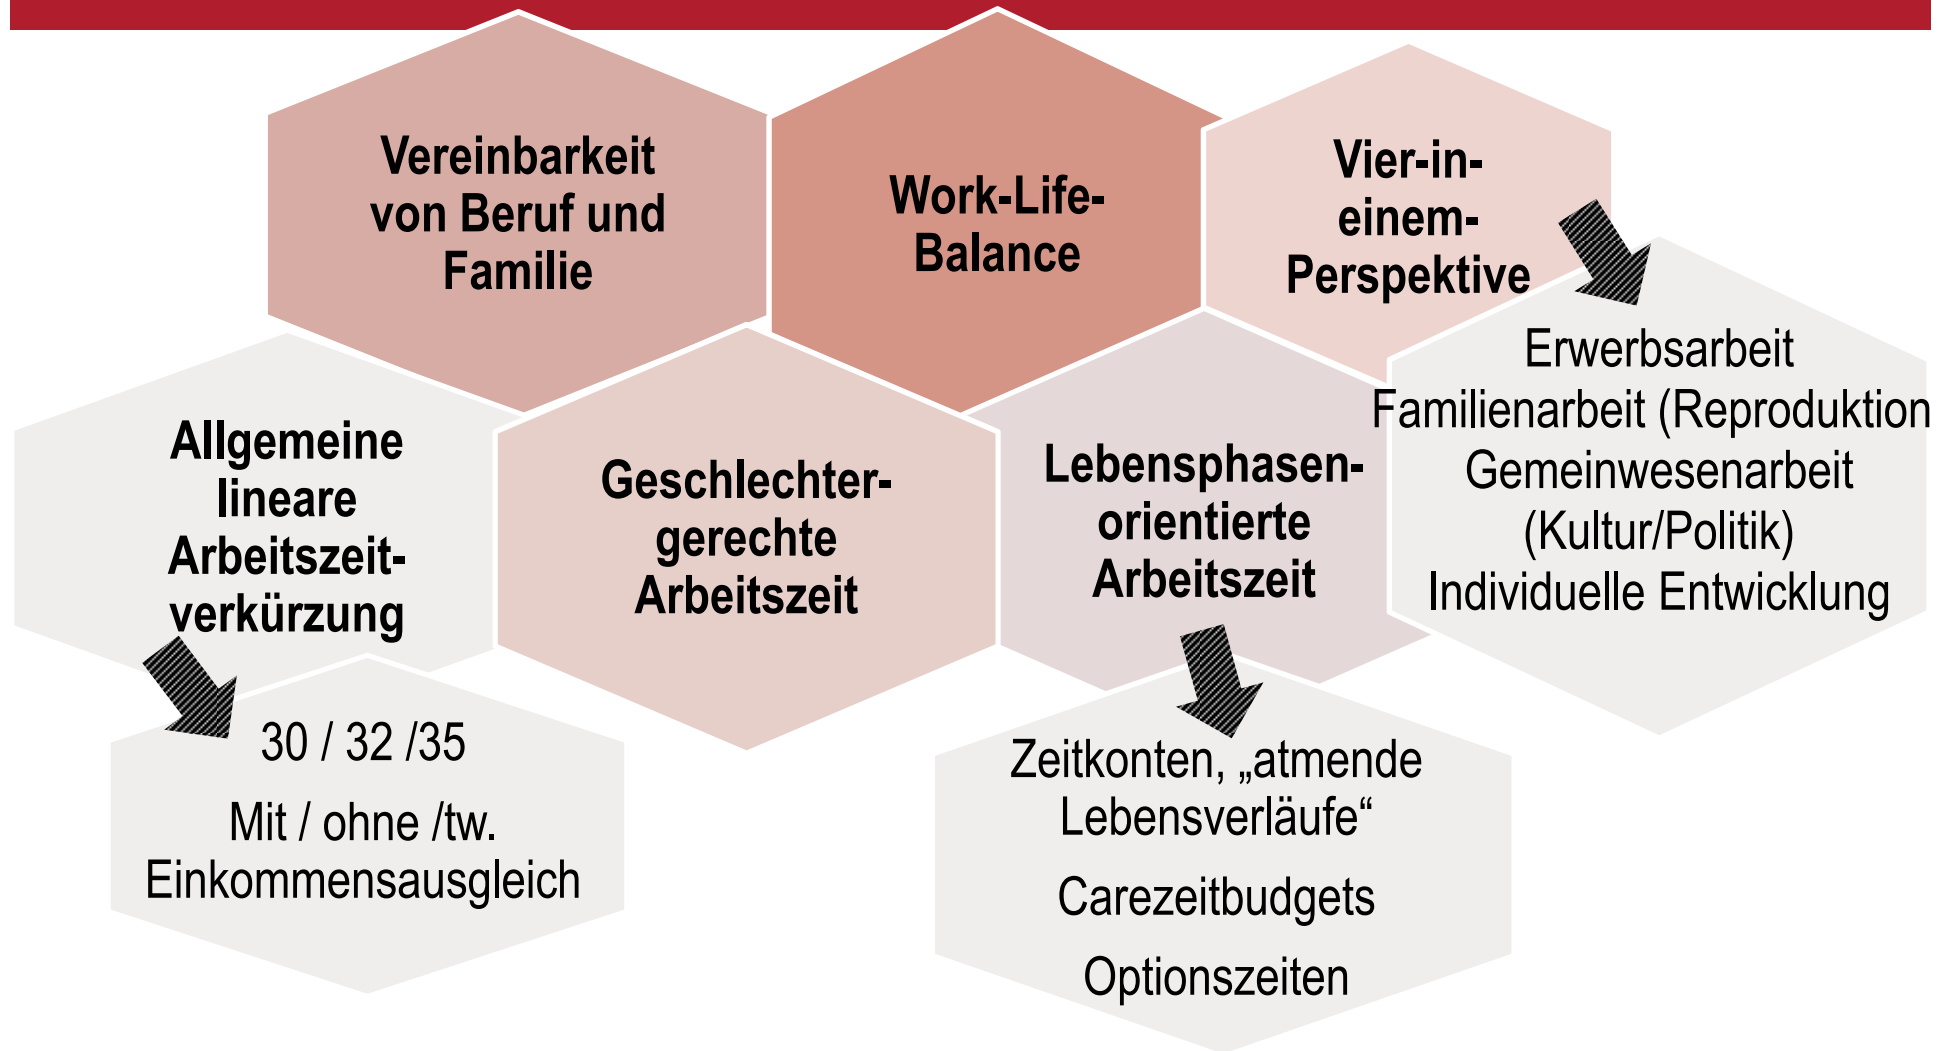 Vereinbarkeit
von Beruf und
Familie
Work-Life-
Balance
Vier-in-
einem-
Perspektive
Erwerbsarbeit
Familienarbeit (Reproduktion
Gemeinwesenarbeit
(Kultur/Politik)
Individuelle Entwicklung
Allgemeine
lineare
Arbeitszeit-
verkürzung
Geschlechter-
gerechte
Arbeitszeit
Lebensphasen-
orientierte
Arbeitszeit
30 / 32 /35
Mit / ohne /tw.
Einkommensausgleich
Zeitkonten, „atmende
Lebensverläufe“
Carezeitbudgets
Optionszeiten